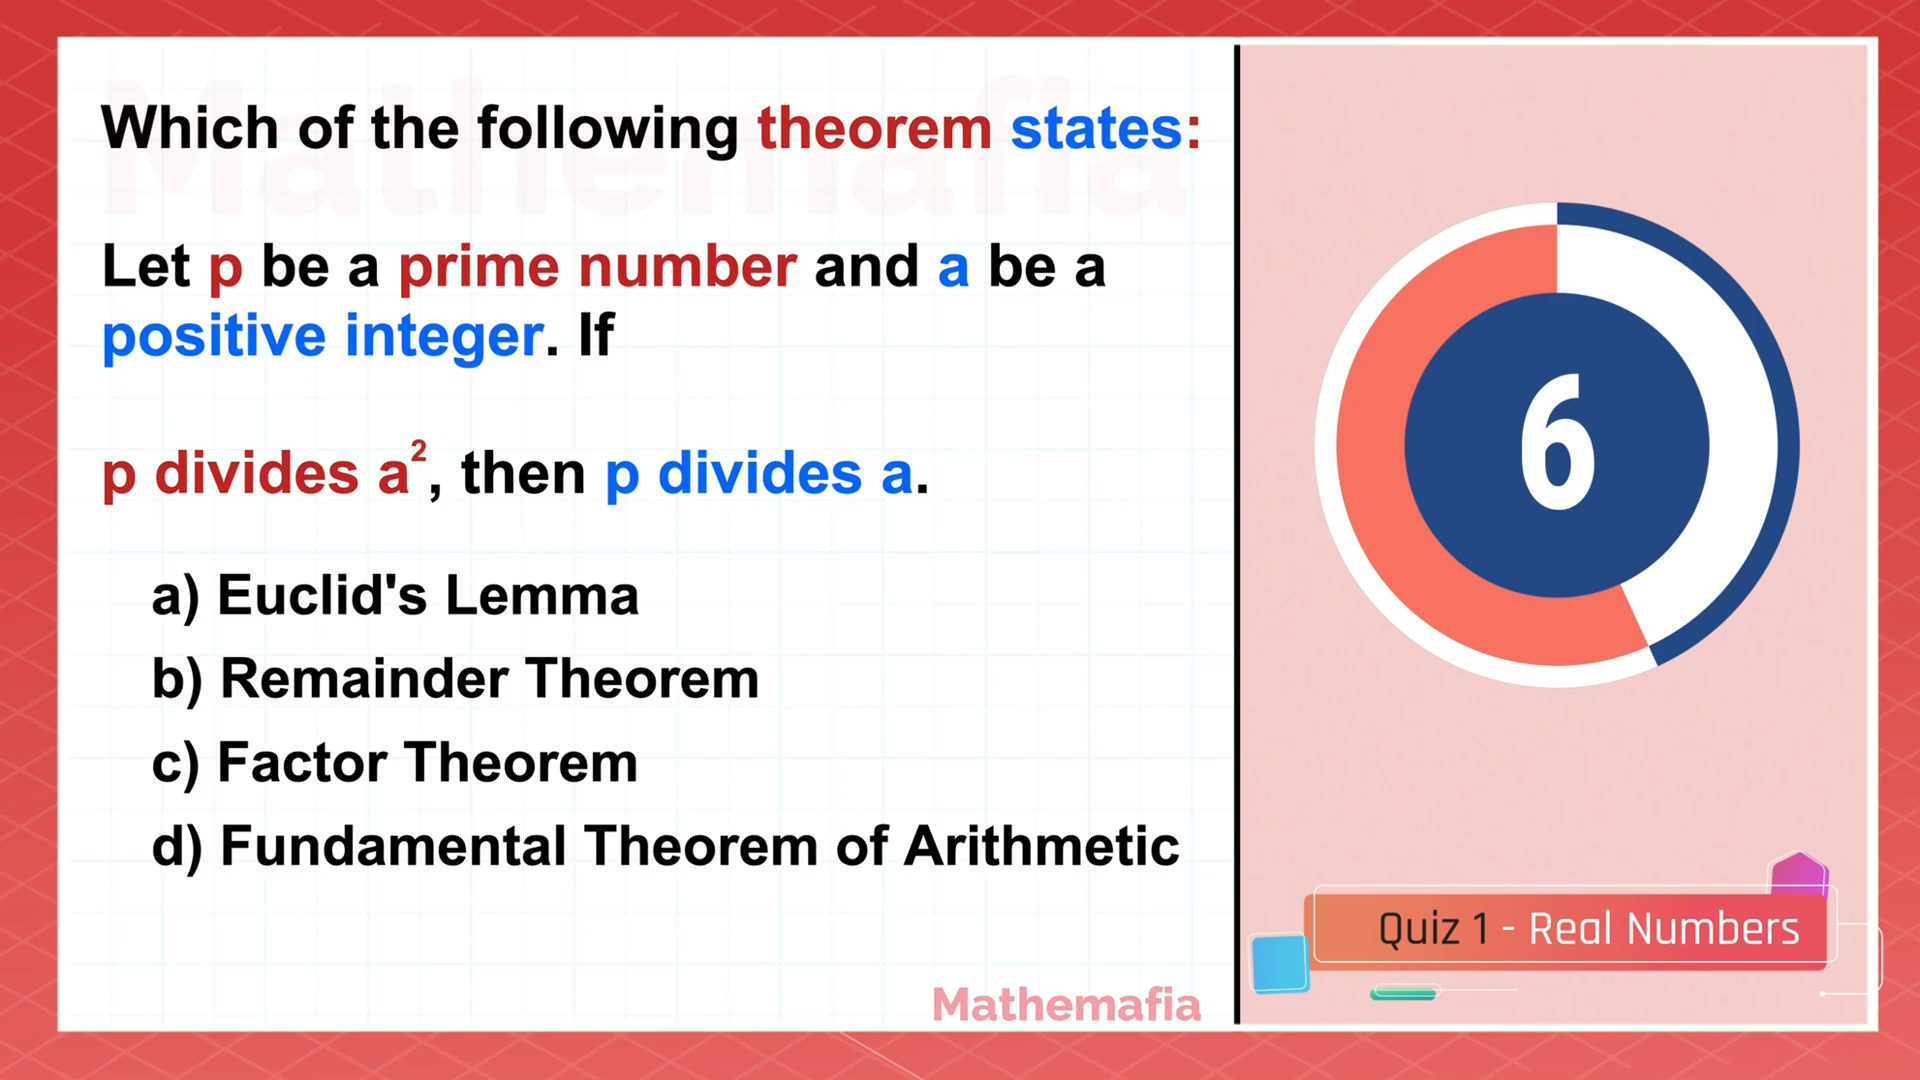 Mathemafia
Which of the following theorem states:
Let p be a prime number and a be a
positive integer. If
p divides a², then p divides a.
a) Euclid's Lemma
b) Remainder Theorem
c) Factor Theorem
d) Fundamental Theorem of Arithmetic
Mathemafia
6
Quiz 1 - Real Numbers